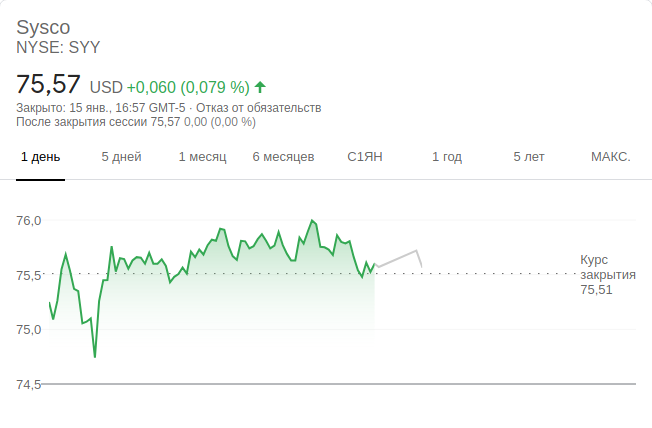 Sysco
NYSE: SYY
75,57 USD +0,060 (0,079 %)
Закрыто: 15 янв., 16:57 GMT-5 · Отказ от обязательств
После закрытия сессии 75,57 0,00 (0,00 %)
1 день 5 дней 1 месяц 6 месяцев С1ЯН 1 год 5 лет МАКС.
76,0
75,5
75,0
74,5
Курс
закрытия
75,51